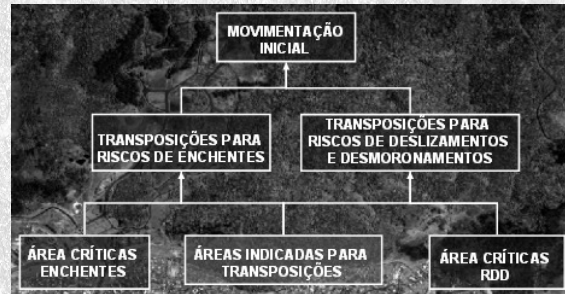 MOVIMENTAÇÃO
INICIAL
TRANSPOSIÇÕES PARA
RISCOS DE ENCHENTES
TRANSPOSIÇÕES PARA
RISCOS DE DESLIZAMENTOS
E DESMORONAMENTOS
ÁREA CRÍTICAS
ENCHENTES
ÁREAS INDICADAS PARA
TRANSPOSIÇÕES
ÁREA CRÍTICAS
RDD